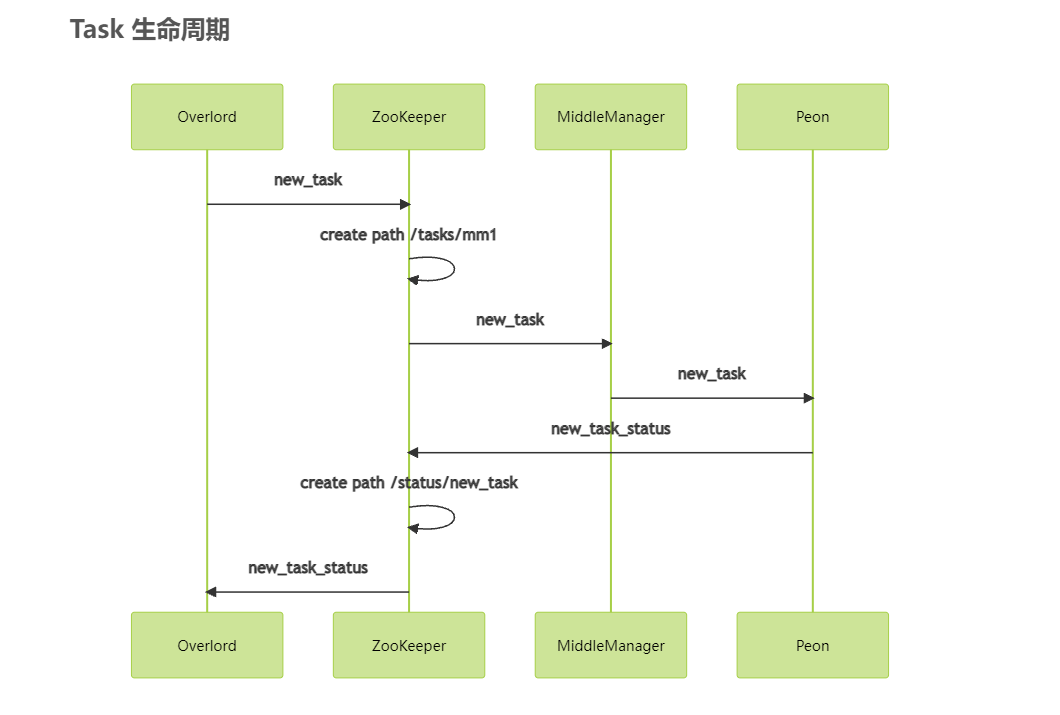 Task 生命周期
Overlord
ZooKeeper
MiddleManager
Peon
new_task
create path /tasks/mm1
new_task
new_task
new_task_status
create path /status/new_task
new_task_status
Overlord
ZooKeeper
MiddleManager
Peon